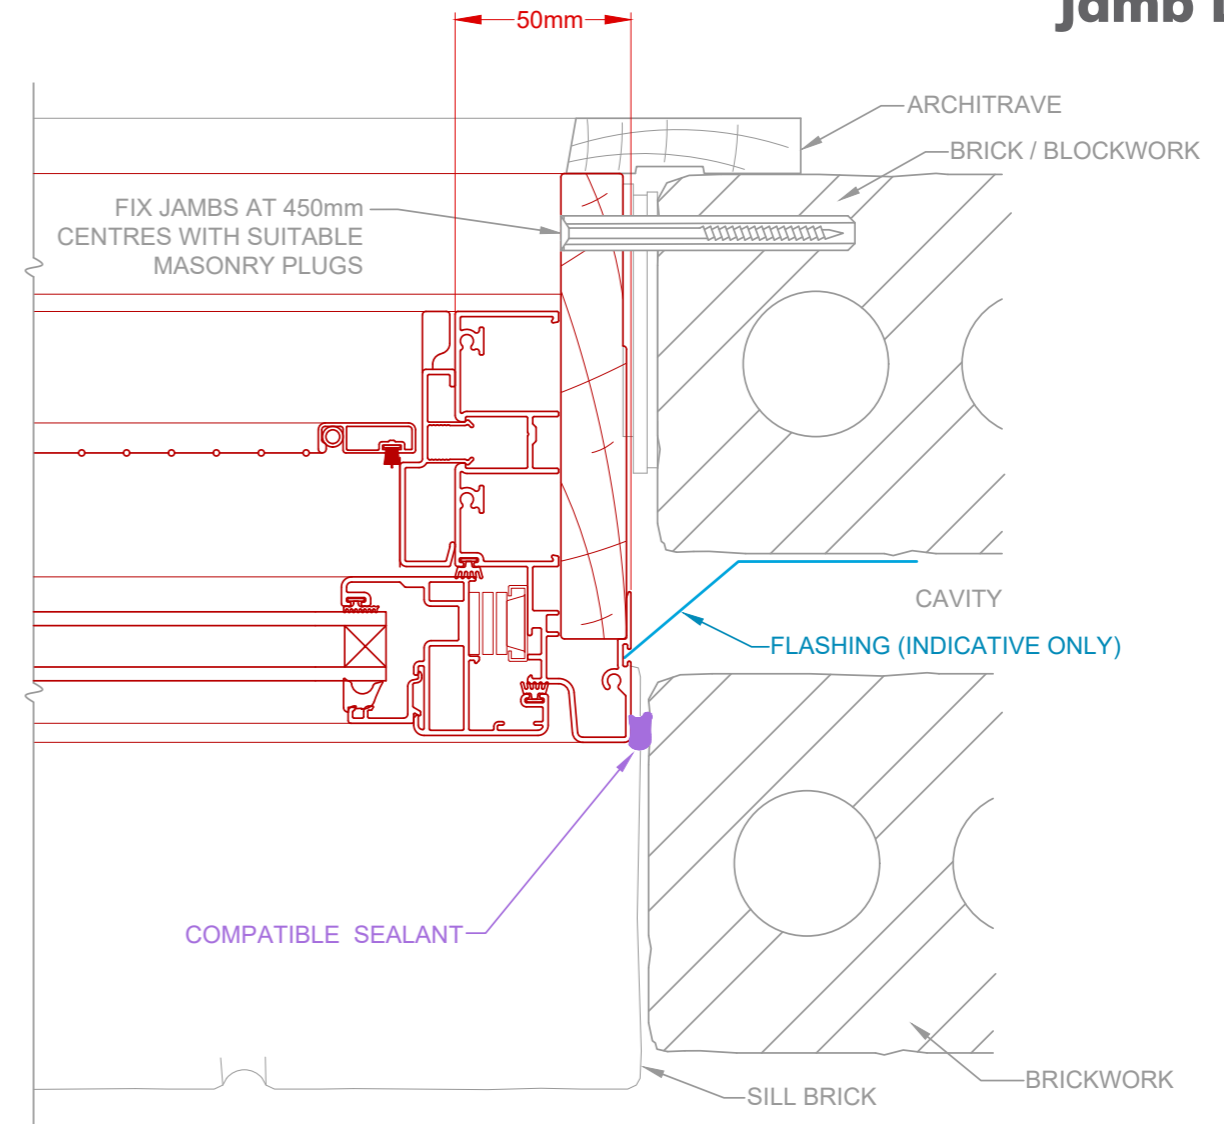 Jamb
50mm
ARCHITRAVE
BRICK / BLOCKWORK
FIX JAMBS AT 450mm
CENTRES WITH SUITABLE
MASONRY PLUGS
CAVITY
FLASHING (INDICATIVE ONLY)
COMPATIBLE SEALANT
BRICKWORK
SILL BRICK